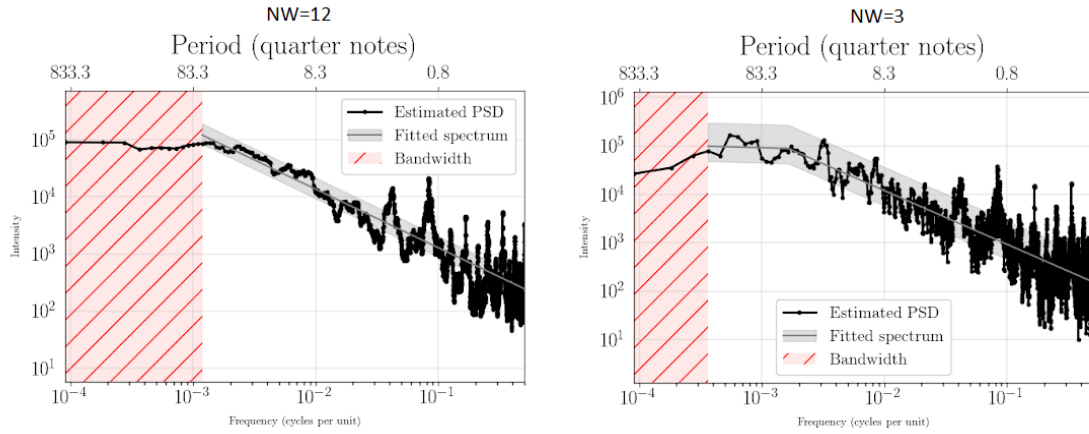 NW=12
Period (quarter notes)
833.3 83.3 8.3 0.8
Intensity
10^5
10^4
10^3
10^2
10^1
Estimated PSD
Fitted spectrum
Bandwidth
10^-4 10^-3 10^-2 10^-1
Frequency (cycles per unit)
NW=3
Period (quarter notes)
833.3 83.3 8.3 0.8
Intensity
10^6
10^5
10^4
10^3
10^2
10^1
Estimated PSD
Fitted spectrum
Bandwidth
10^-4 10^-3 10^-2 10^-1
Frequency (cycles per unit)